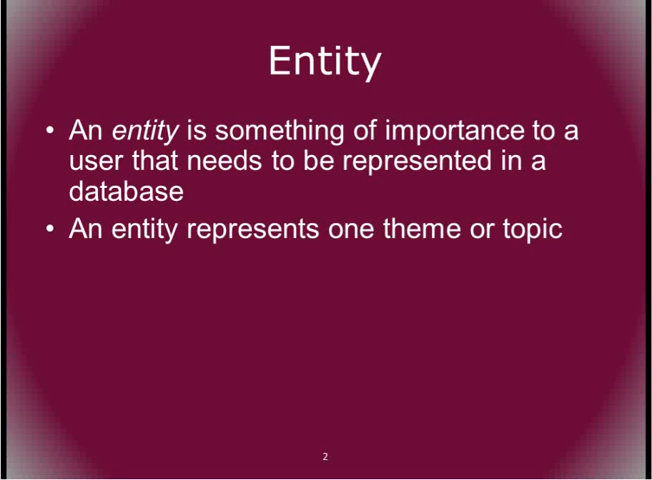 Entity
• An entity is something of importance to a
user that needs to be represented in a
database
• An entity represents one theme or topic
2